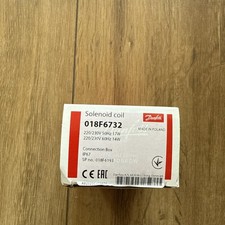 Danfoss
Solenoid coil
018F6732
MADE IN POLAND
220/230V 50Hz 17W
220/230V 60Hz 14W
Connection Box
IP67
CE EAC